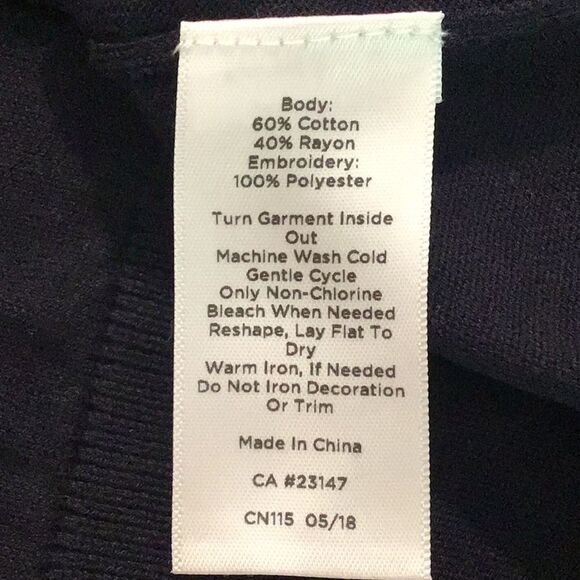 Body:
60% Cotton
40% Rayon
Embroidery:
100% Polyester
Turn Garment Inside
Out
Machine Wash Cold
Gentle Cycle
Only Non-Chlorine
Bleach When Needed
Reshape, Lay Flat To
Dry
Warm Iron, If Needed
Do Not Iron Decoration
Or Trim
Made In China
CA #23147
CN115 05/18